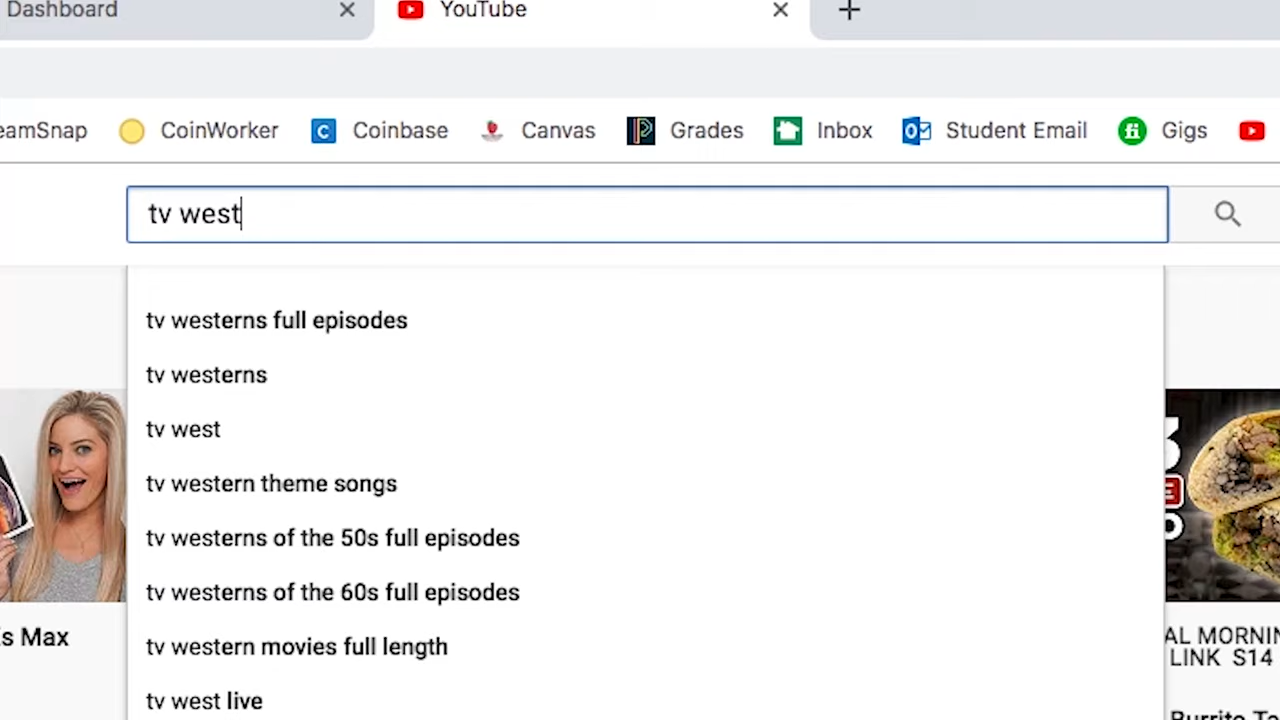 Dashboard
YouTube
eamSnap CoinWorker Coinbase Canvas Grades Inbox Student Email Gigs
tv west
tv westerns full episodes
tv westerns
tv west
tv western theme songs
tv westerns of the 50s full episodes
tv westerns of the 60s full episodes
tv western movies full length
tv west live
s Max
AL MORNIN
LINK S14
Burrito Ta